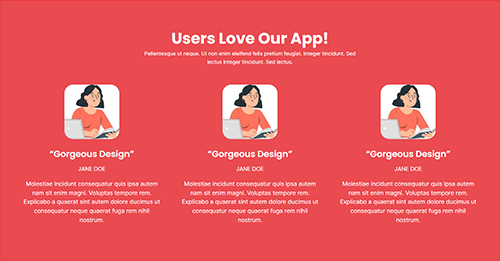 Users Love Our App!
Pellentesque ut neque. Ut non enim eleifend felis pretium feugiat. Integer tincidunt. Sed
lectus integer tincidunt. Sed lectus.
“Gorgeous Design”
JANE DOE
Molestiae incidunt consequatur quis ipsa autem
nam sit enim magni. Voluptas tempore rem.
Explicabo a quaerat sint autem dolore ducimus ut
consequatur neque quaerat fuga rem nihil
nostrum.
“Gorgeous Design”
JANE DOE
Molestiae incidunt consequatur quis ipsa autem
nam sit enim magni. Voluptas tempore rem.
Explicabo a quaerat sint autem dolore ducimus ut
consequatur neque quaerat fuga rem nihil
nostrum.
“Gorgeous Design”
JANE DOE
Molestiae incidunt consequatur quis ipsa autem
nam sit enim magni. Voluptas tempore rem.
Explicabo a quaerat sint autem dolore ducimus ut
consequatur neque quaerat fuga rem nihil
nostrum.